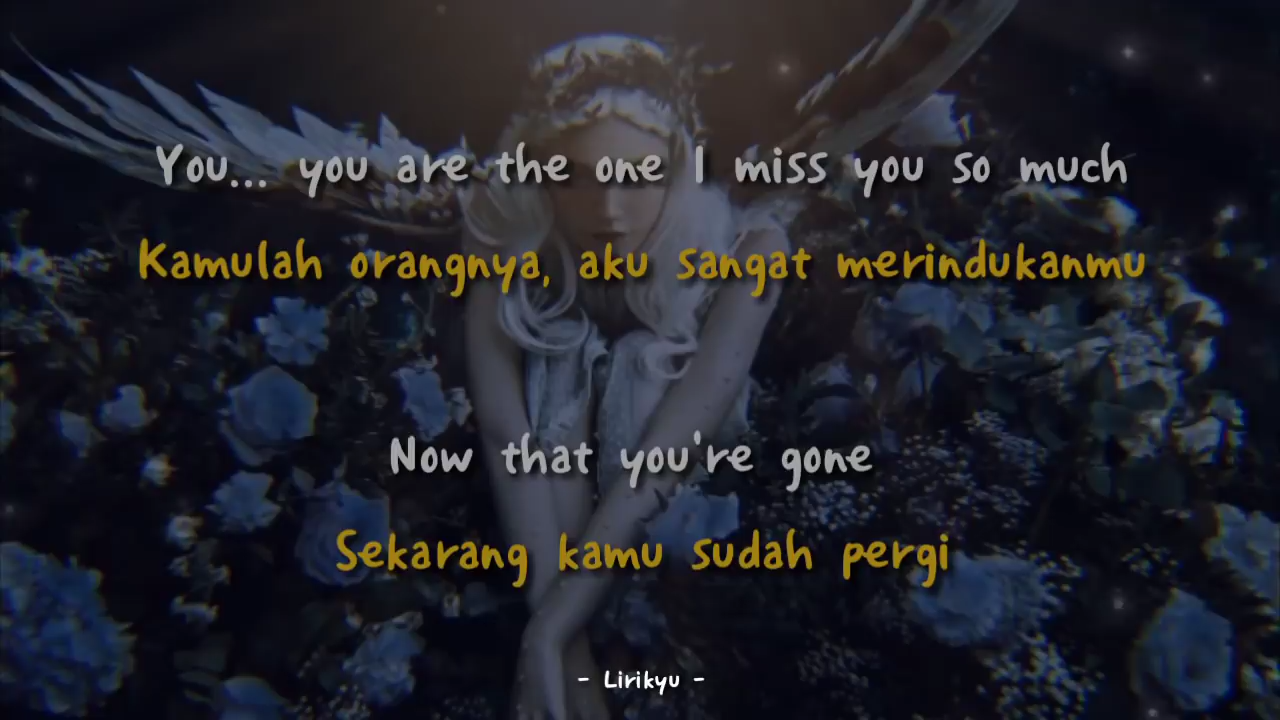 You... you are the one I miss you so much
Kamulah orangnya, aku sangat merindukanmu
Now that you're gone
Sekarang kamu sudah pergi
- Lirikyu -